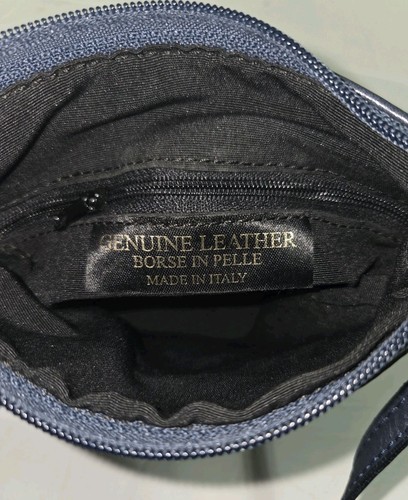 GENUINE LEATHER
BORSE IN PELLE
MADE IN ITALY